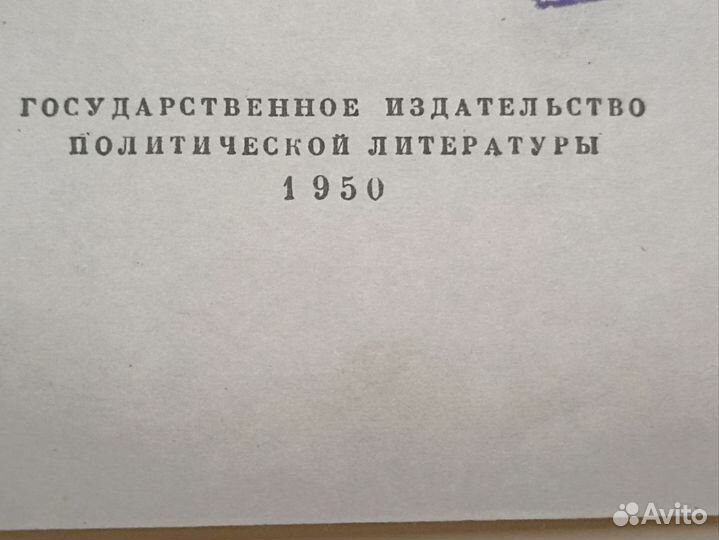 ГОСУДАРСТВЕННОЕ ИЗДАТЕЛЬСТВО
ПОЛИТИЧЕСКОЙ ЛИТЕРАТУРЫ
1950
Avito